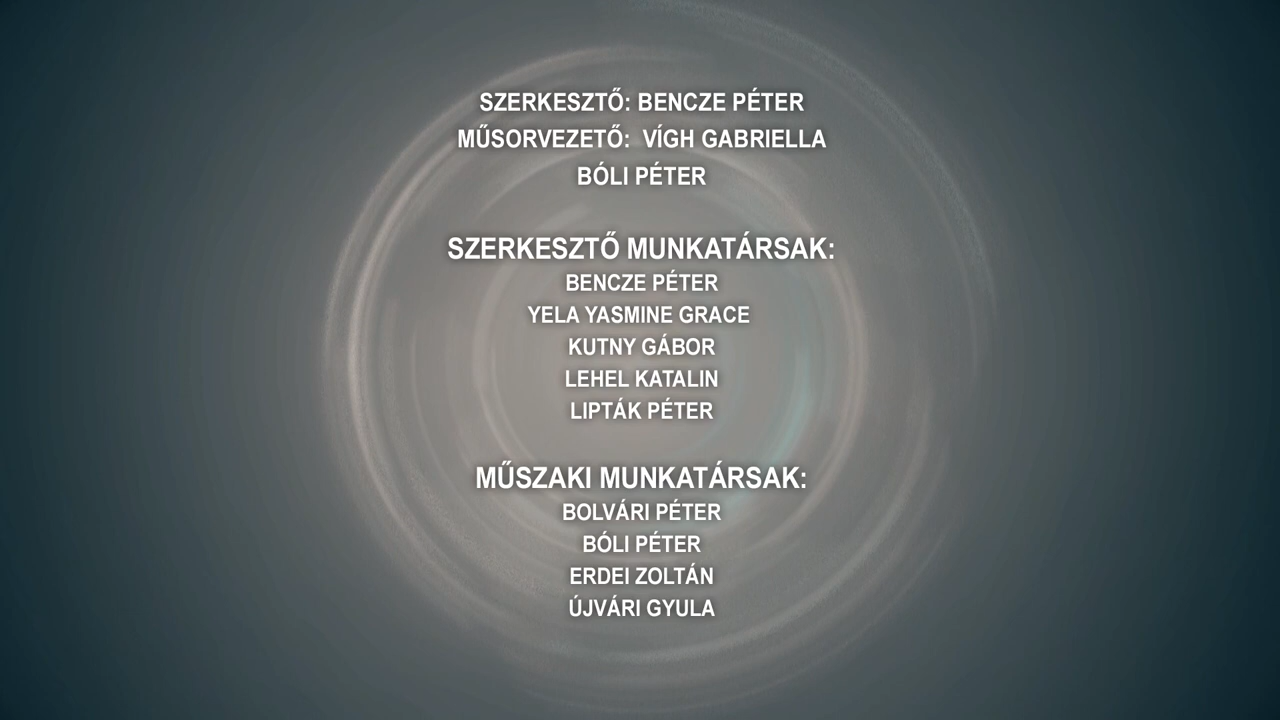 SZERKESZTŐ: BENCZE PÉTER
MŰSORVEZETŐ: VÍGH GABRIELLA
BÓLI PÉTER
SZERKESZTŐ MUNKATÁRSAK:
BENCZE PÉTER
YELA YASMINE GRACE
KUTNY GÁBOR
LEHEL KATALIN
LIPTÁK PÉTER
MŰSZAKI MUNKATÁRSAK:
BOLVÁRI PÉTER
BÓLI PÉTER
ERDEI ZOLTÁN
ÚJVÁRI GYULA